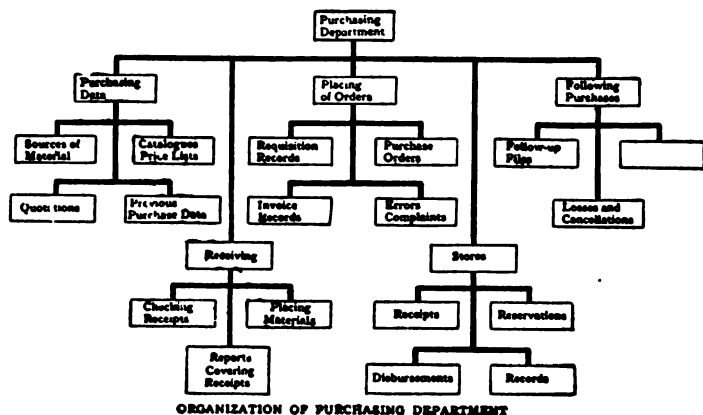 Purchasing
Department
Purchasing
Data
Placing
of Orders
Following
Purchases
Sources of
Material
Catalogues
Price Lists
Requisition
Records
Purchase
Orders
Follow-up
Files
Quotations
Previous
Purchase Data
Invoice
Records
Errors
Complaints
Losses and
Cancellations
Receiving
Stores
Checking
Receipts
Placing
Materials
Receipts
Reservations
Reports
Covering
Receipts
Disbursements
Records
ORGANIZATION OF PURCHASING DEPARTMENT